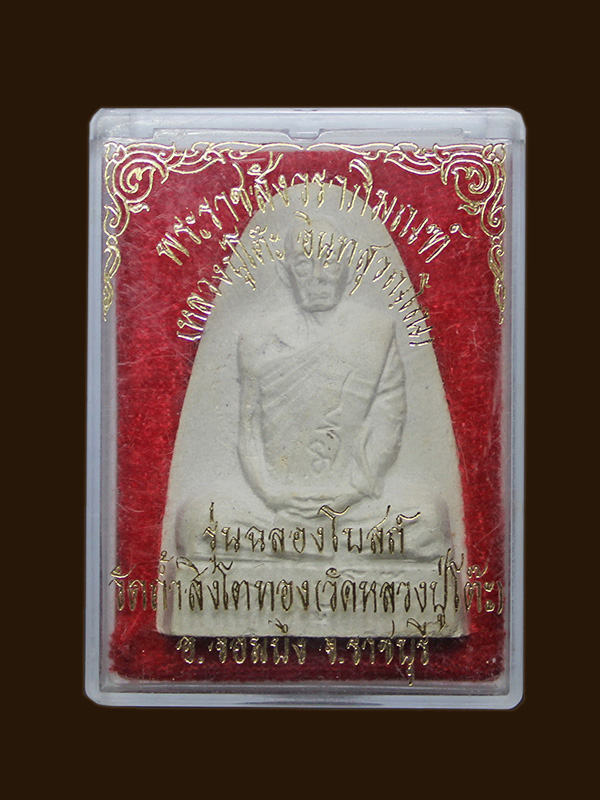 พระราชสังวราภิมณฑ์
(หลวงปู่โต๊ะ อินฺทสุวณฺโณ)
รุ่นฉลองโบสถ์
วัดถ้ำสิงโตทอง(วัดหลวงปู่โต๊ะ)
อ.จอมบึง จ.ราชบุรี